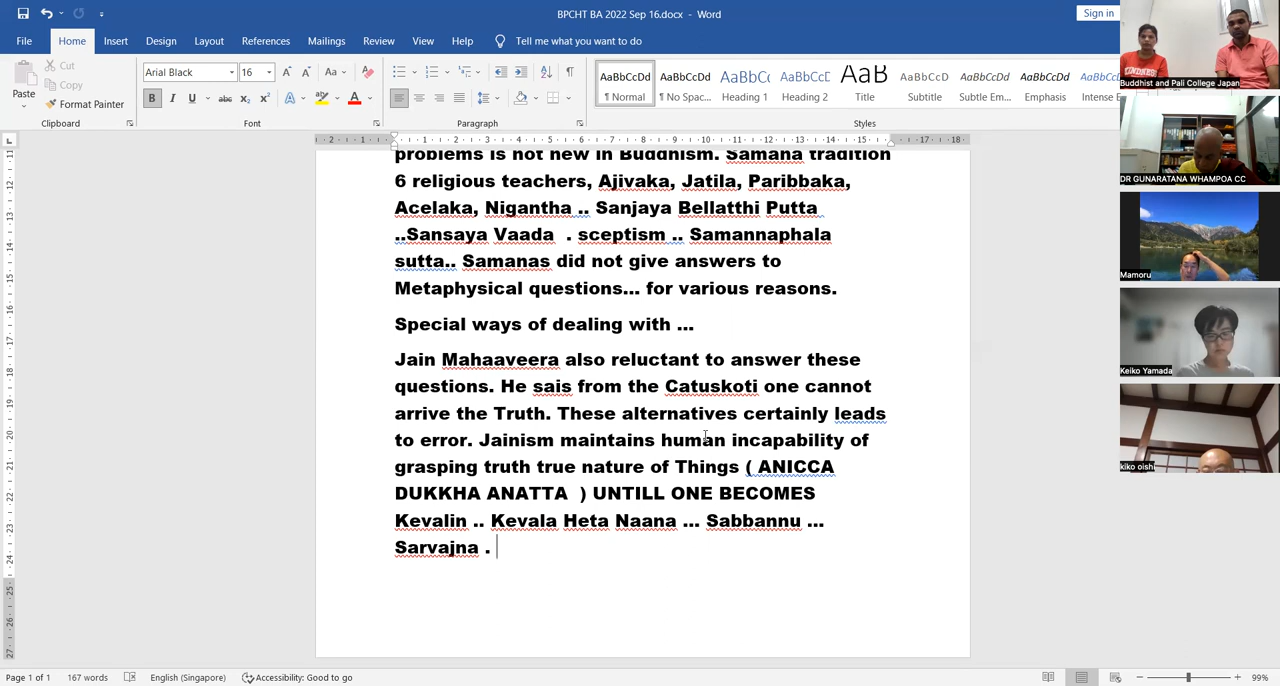 BPCHT BA 2022 Sep 16.docx - Word
Sign in
File Home Insert Design Layout References Mailings Review View Help Tell me what you want to do
Paste
Cut
Copy
Format Painter
Clipboard
Arial Black 16
Font
Paragraph
AaBbCcDd AaBbCcDd AaBbCc AaBbCcD AaB AaBbCcD AaBbCcDd AaBbCcDd
¶ Normal ¶ No Spac... Heading 1 Heading 2 Title Subtitle Subtle Em... Emphasis Intense E
Styles
problems is not new in Buddhism. Samana tradition
6 religious teachers, Ajivaka, Jatila, Paribbaka,
Acelaka, Nigantha .. Sanjaya Bellatthi Putta
..Sansaya Vaada . sceptism .. Samannaphala
sutta.. Samanas did not give answers to
Metaphysical questions... for various reasons.
Special ways of dealing with ...
Jain Mahaaveera also reluctant to answer these
questions. He sais from the Catuskoti one cannot
arrive the Truth. These alternatives certainly leads
to error. Jainism maintains human incapability of
grasping truth true nature of Things ( ANICCA
DUKKHA ANATTA ) UNTILL ONE BECOMES
Kevalin .. Kevala Heta Naana ... Sabbannu ...
Sarvajna .
Page 1 of 1 167 words English (Singapore) Accessibility: Good to go 99%
Buddhist and Pali College Japan
DR GUNARATANA WHAMPOA CC
Mamoru
Keiko Yamada
kiko oishi